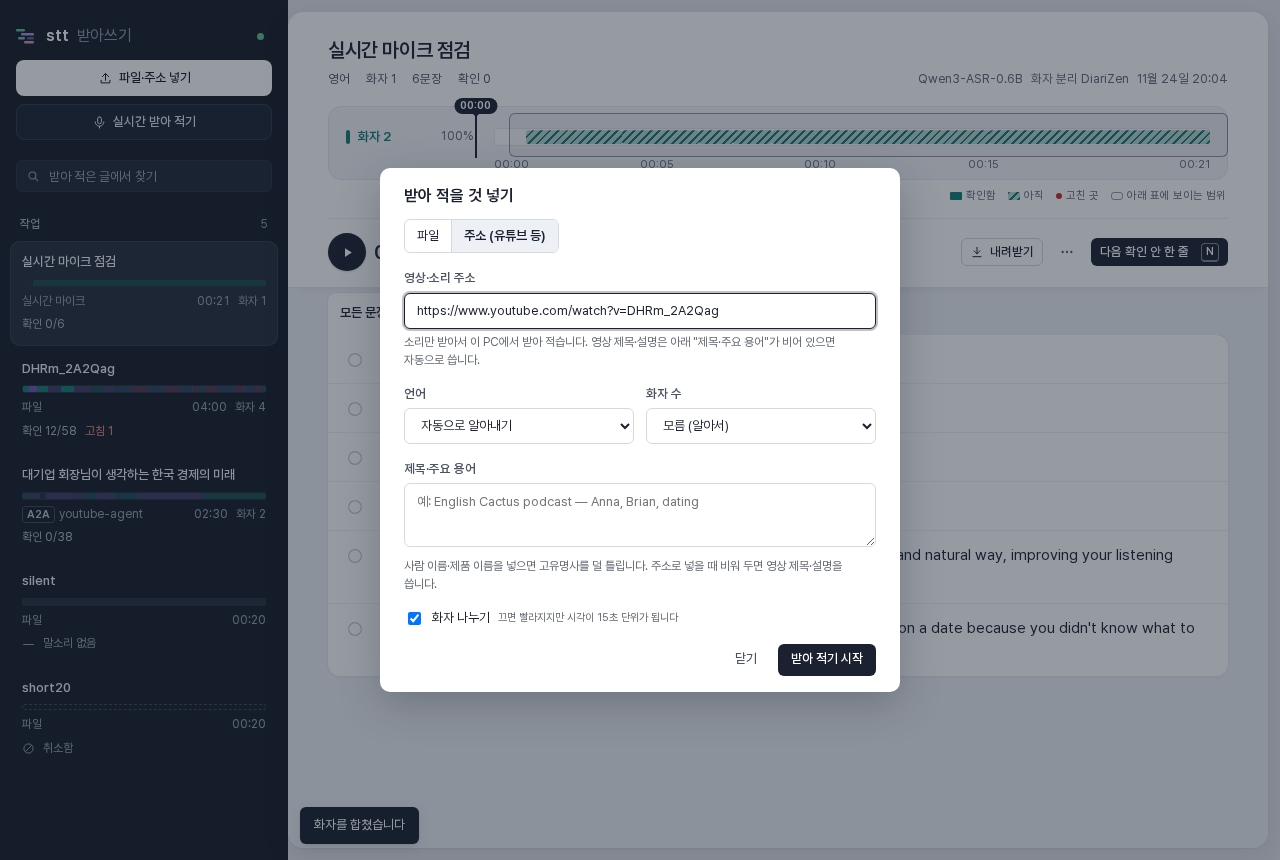 stt 받아쓰기
파일·주소 넣기
실시간 받아 적기
받아 적은 글에서 찾기
작업 5
실시간 마이크 점검
실시간 마이크 00:21 화자 1
확인 0/6
DHRm_2A2Qag
파일 04:00 화자 4
확인 12/58 고침 1
대기업 회장님이 생각하는 한국 경제의 미래
A2A youtube-agent 02:30 화자 2
확인 0/38
silent
파일 00:20
— 말소리 없음
short20
파일 00:20
취소함
실시간 마이크 점검
영어 화자 1 6문장 확인 0
Qwen3-ASR-0.6B 화자 분리 DiariZen 11월 24일 20:04
00:00
화자 2 100%
00:00 00:05 00:10 00:15 00:21
확인함 아직 고친 곳 아래 표에 보이는 범위
내려받기 ··· 다음 확인 안 한 줄 N
모든 문장
and natural way, improving your listening
on a date because you didn't know what to
받아 적을 것 넣기
파일 주소 (유튜브 등)
영상·소리 주소
https://www.youtube.com/watch?v=DHRm_2A2Qag
소리만 받아서 이 PC에서 받아 적습니다. 영상 제목·설명은 아래 "제목·주요 용어"가 비어 있으면
자동으로 씁니다.
언어 화자 수
자동으로 알아내기 모름 (알아서)
제목·주요 용어
예: English Cactus podcast — Anna, Brian, dating
사람 이름·제품 이름을 넣으면 고유명사를 덜 틀립니다. 주소로 넣을 때 비워 두면 영상 제목·설명을
씁니다.
화자 나누기 끄면 빨라지지만 시각이 15초 단위가 됩니다
닫기 받아 적기 시작
화자를 합쳤습니다